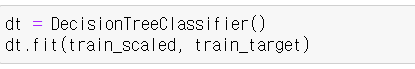 dt = DecisionTreeClassifier()
dt.fit(train_scaled, train_target)